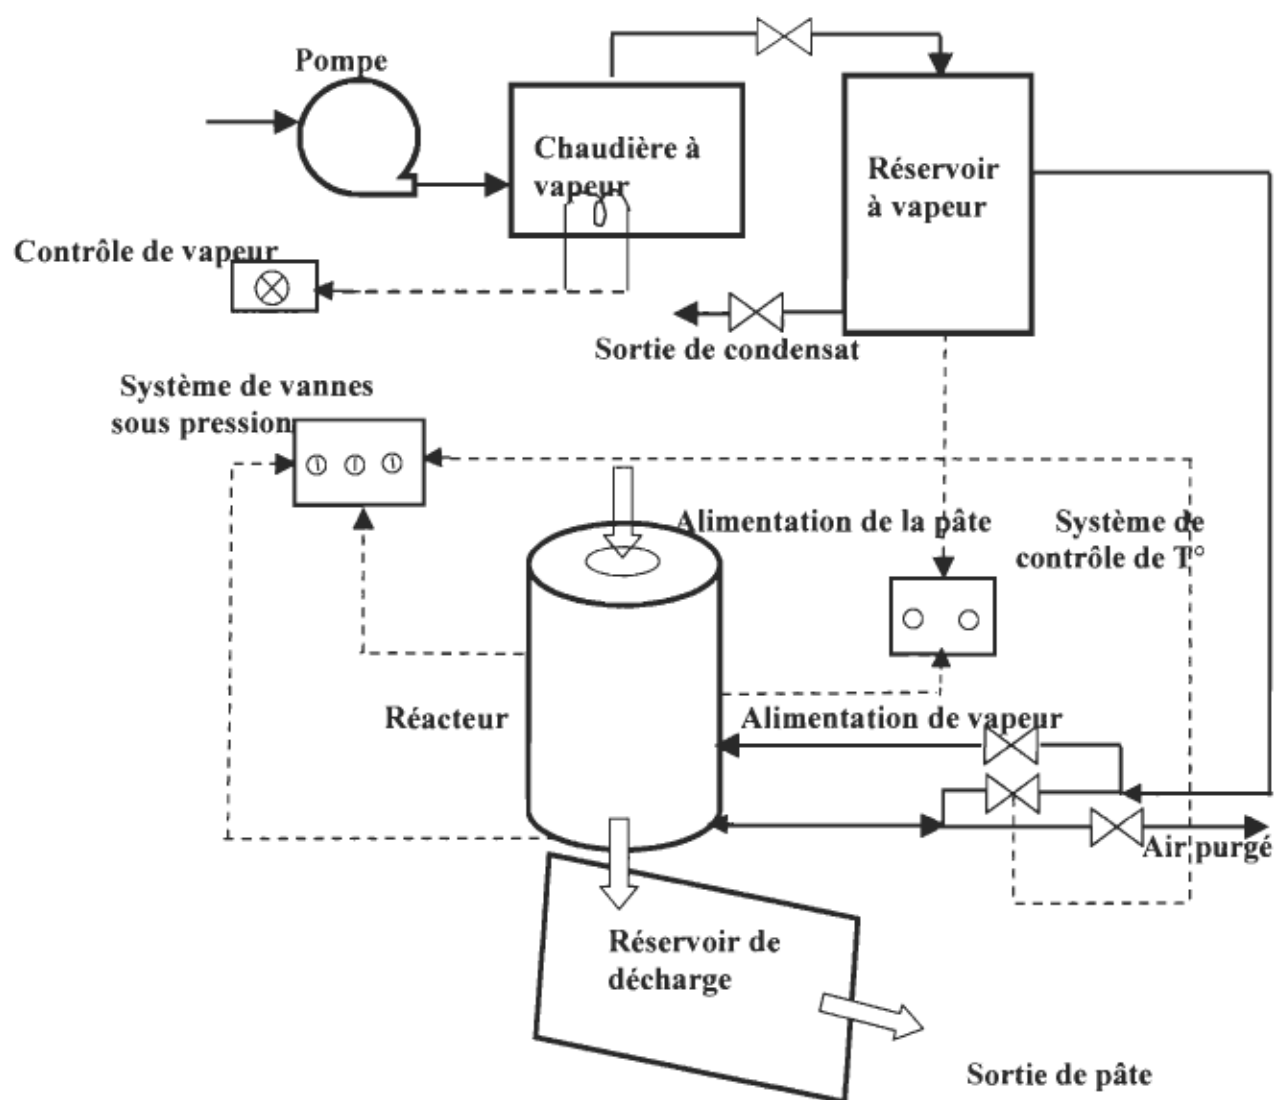 Pompe
Chaudière à
vapeur
Réservoir
à vapeur
Contrôle de vapeur
Sortie de condensat
Système de vannes
sous pression
Alimentation de la pâte
Système de
contrôle de T°
Réacteur
Alimentation de vapeur
Air purgé
Réservoir de
décharge
Sortie de pâte